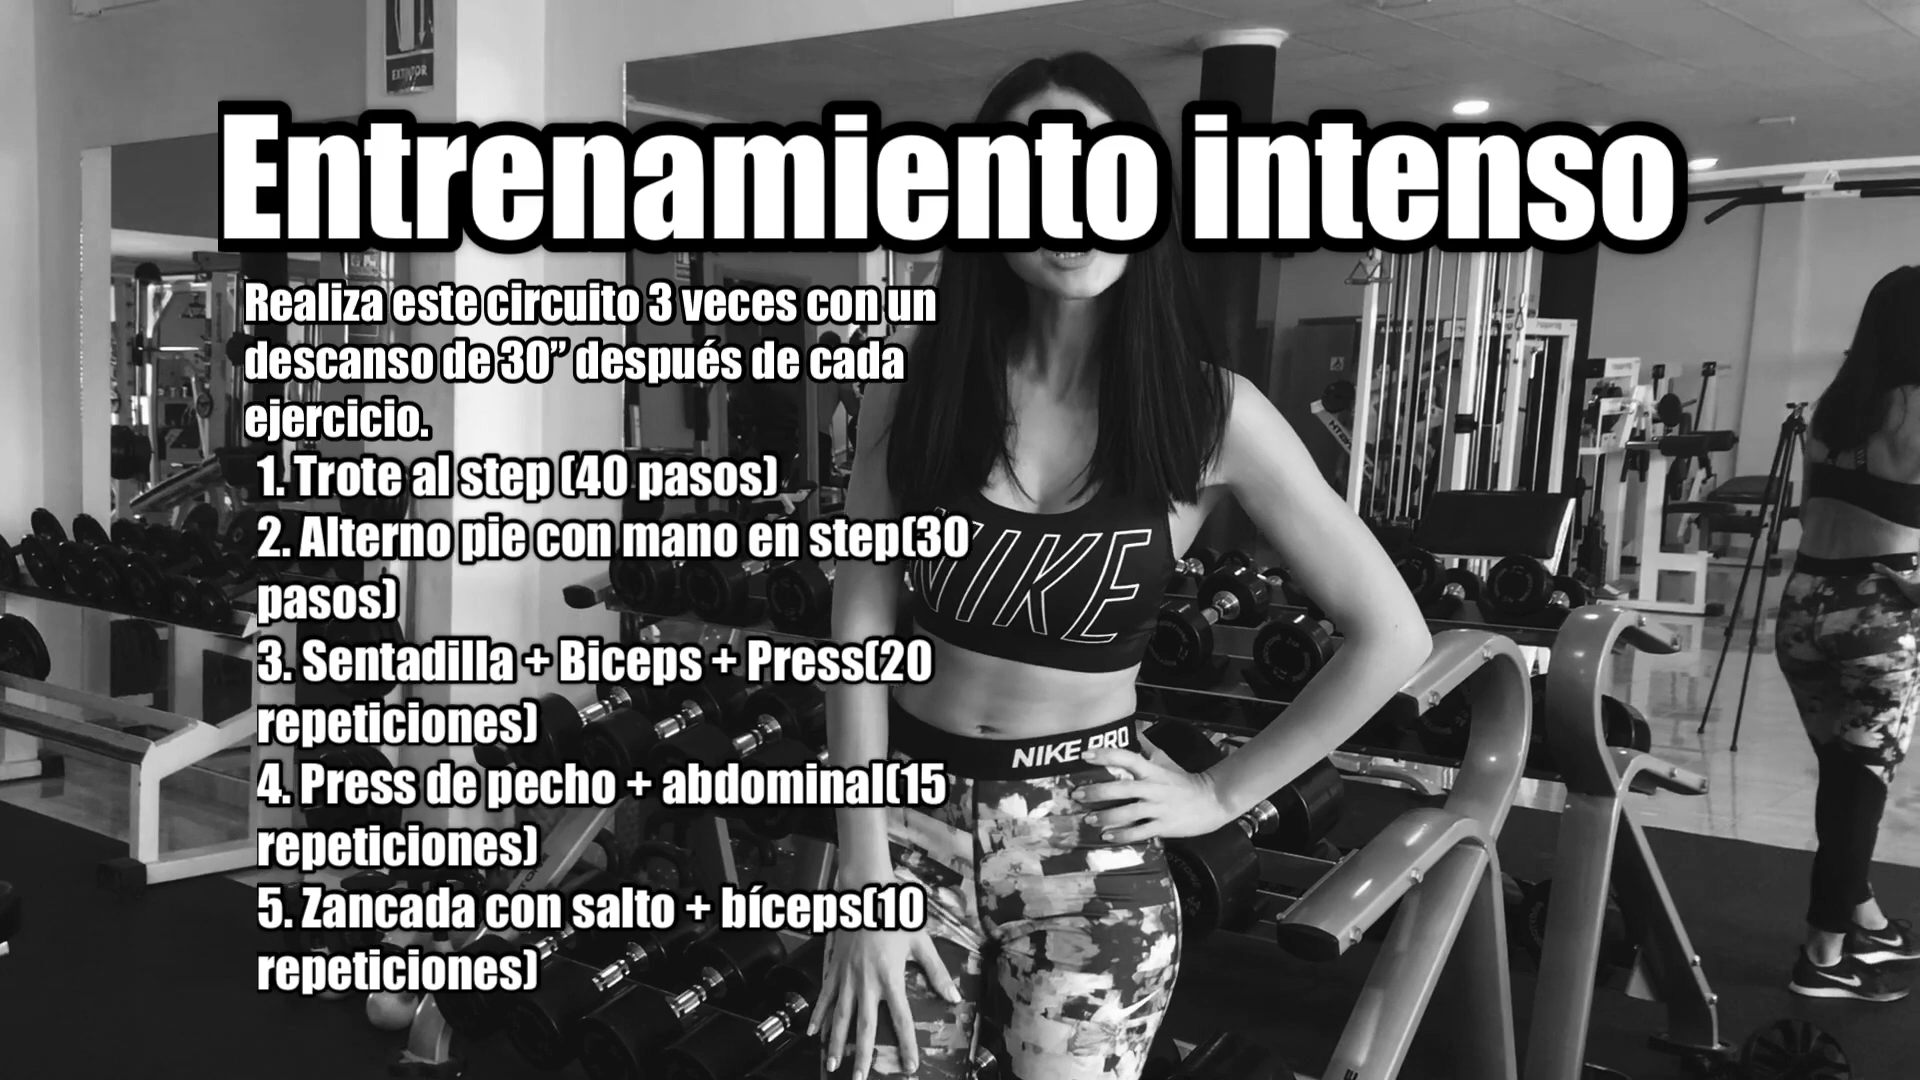 EXTINTOR
Entrenamiento intenso
Realiza este circuito 3 veces con un
descanso de 30” después de cada
ejercicio.
1. Trote al step (40 pasos)
2. Alterno pie con mano en step(30
pasos)
3. Sentadilla + Biceps + Press(20
repeticiones)
4. Press de pecho + abdominal(15
repeticiones)
5. Zancada con salto + bíceps(10
repeticiones)
NIKE
NIKE PRO